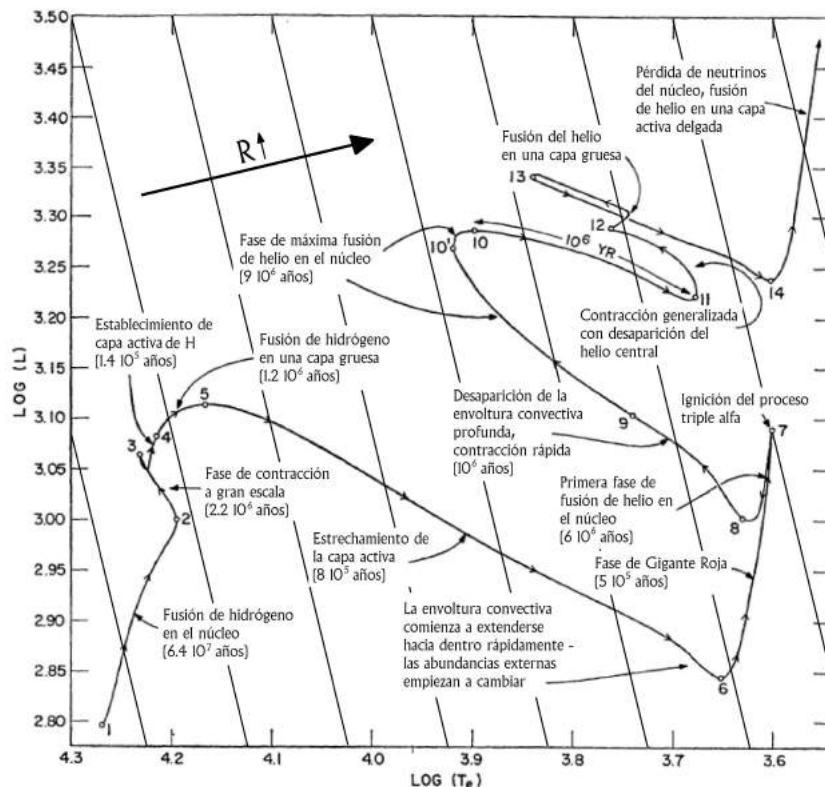 3.50
3.45
3.40
3.35
3.30
3.25
3.20
3.15
3.10
3.05
3.00
2.95
2.90
2.85
2.80
LOG (L)
R↑
Pérdida de neutrinos
del núcleo, fusión
de helio en una capa
activa delgada
Fusión del helio
en una capa gruesa
13
12
10
10'
10⁶ YR
11
14
Fase de máxima fusión
de helio en el núcleo
(9 10⁶ años)
Contracción generalizada
con desaparición del
helio central
Establecimiento de
capa activa de H
(1.4 10⁵ años)
Fusión de hidrógeno
en una capa gruesa
(1.2 10⁶ años)
5
4
3
Desaparición de la
envoltura convectiva
profunda,
contracción rápida
(10⁶ años)
9
Ignición del proceso
triple alfa
7
Fase de contracción
a gran escala
(2.2 10⁶ años)
2
Primera fase de
fusión de helio en
el núcleo
(6 10⁶ años)
8
Estrechamiento de
la capa activa
(8 10⁵ años)
Fase de Gigante Roja
(5 10⁵ años)
Fusión de hidrógeno
en el núcleo
(6.4 10⁷ años)
La envoltura convectiva
comienza a extenderse
hacia dentro rápidamente -
las abundancias externas
empiezan a cambiar
6
1
4.3
4.2
4.1
4.0
3.9
3.8
3.7
3.6
LOG (Tₑ)